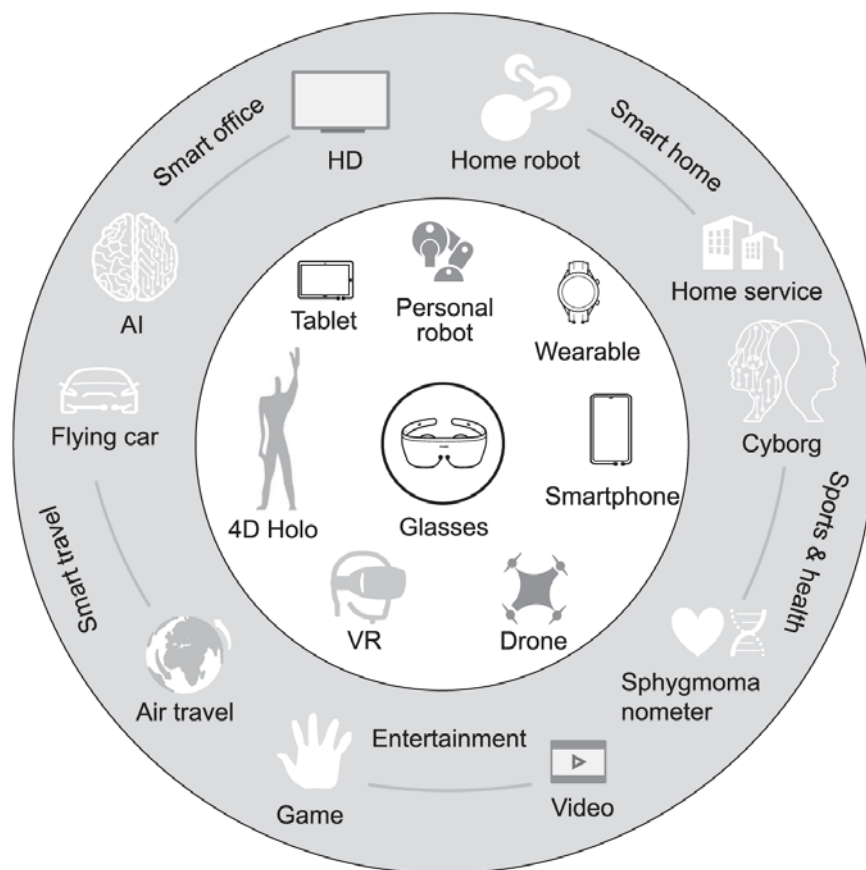 Smart office
HD
Home robot
Smart home
AI
Home service
Tablet
Personal
robot
Wearable
Flying car
Cyborg
4D Holo
Glasses
Smartphone
Smart travel
Sports & health
VR
Drone
Air travel
Sphygmoma
nometer
Entertainment
Game
Video